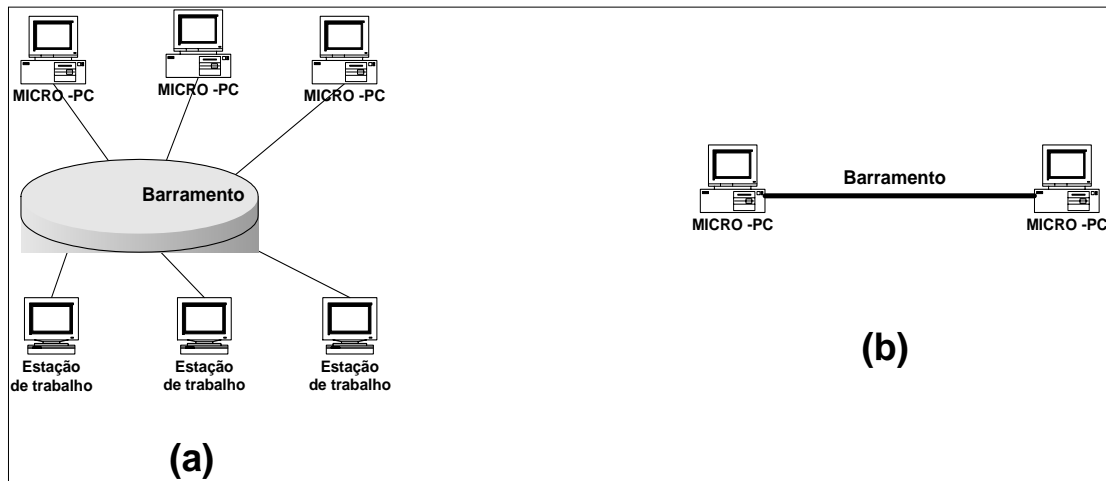 MICRO -PC
MICRO -PC
MICRO -PC
Barramento
Estação
de trabalho
Estação
de trabalho
Estação
de trabalho
(a)
Barramento
MICRO -PC
MICRO -PC
(b)